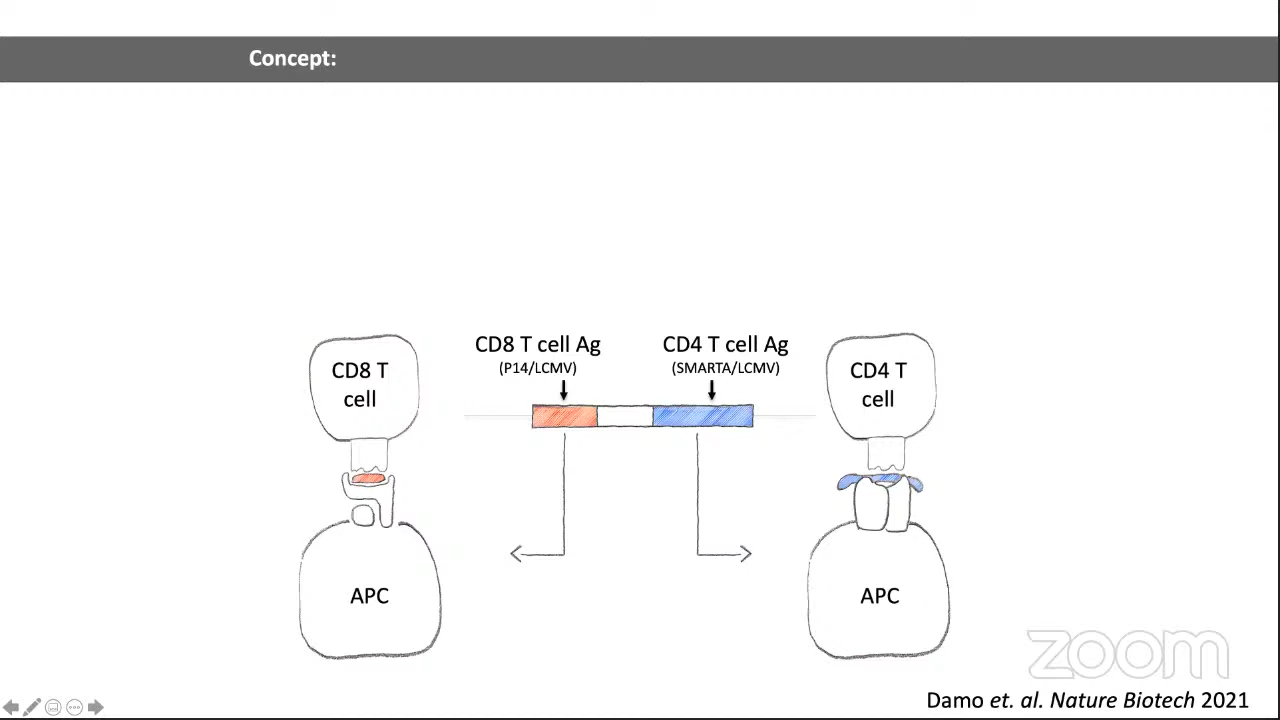 Concept:
CD8 T cell Ag
(P14/LCMV)
CD4 T cell Ag
(SMARTA/LCMV)
CD8 T
cell
CD4 T
cell
APC
APC
zoom
Damo et. al. Nature Biotech 2021